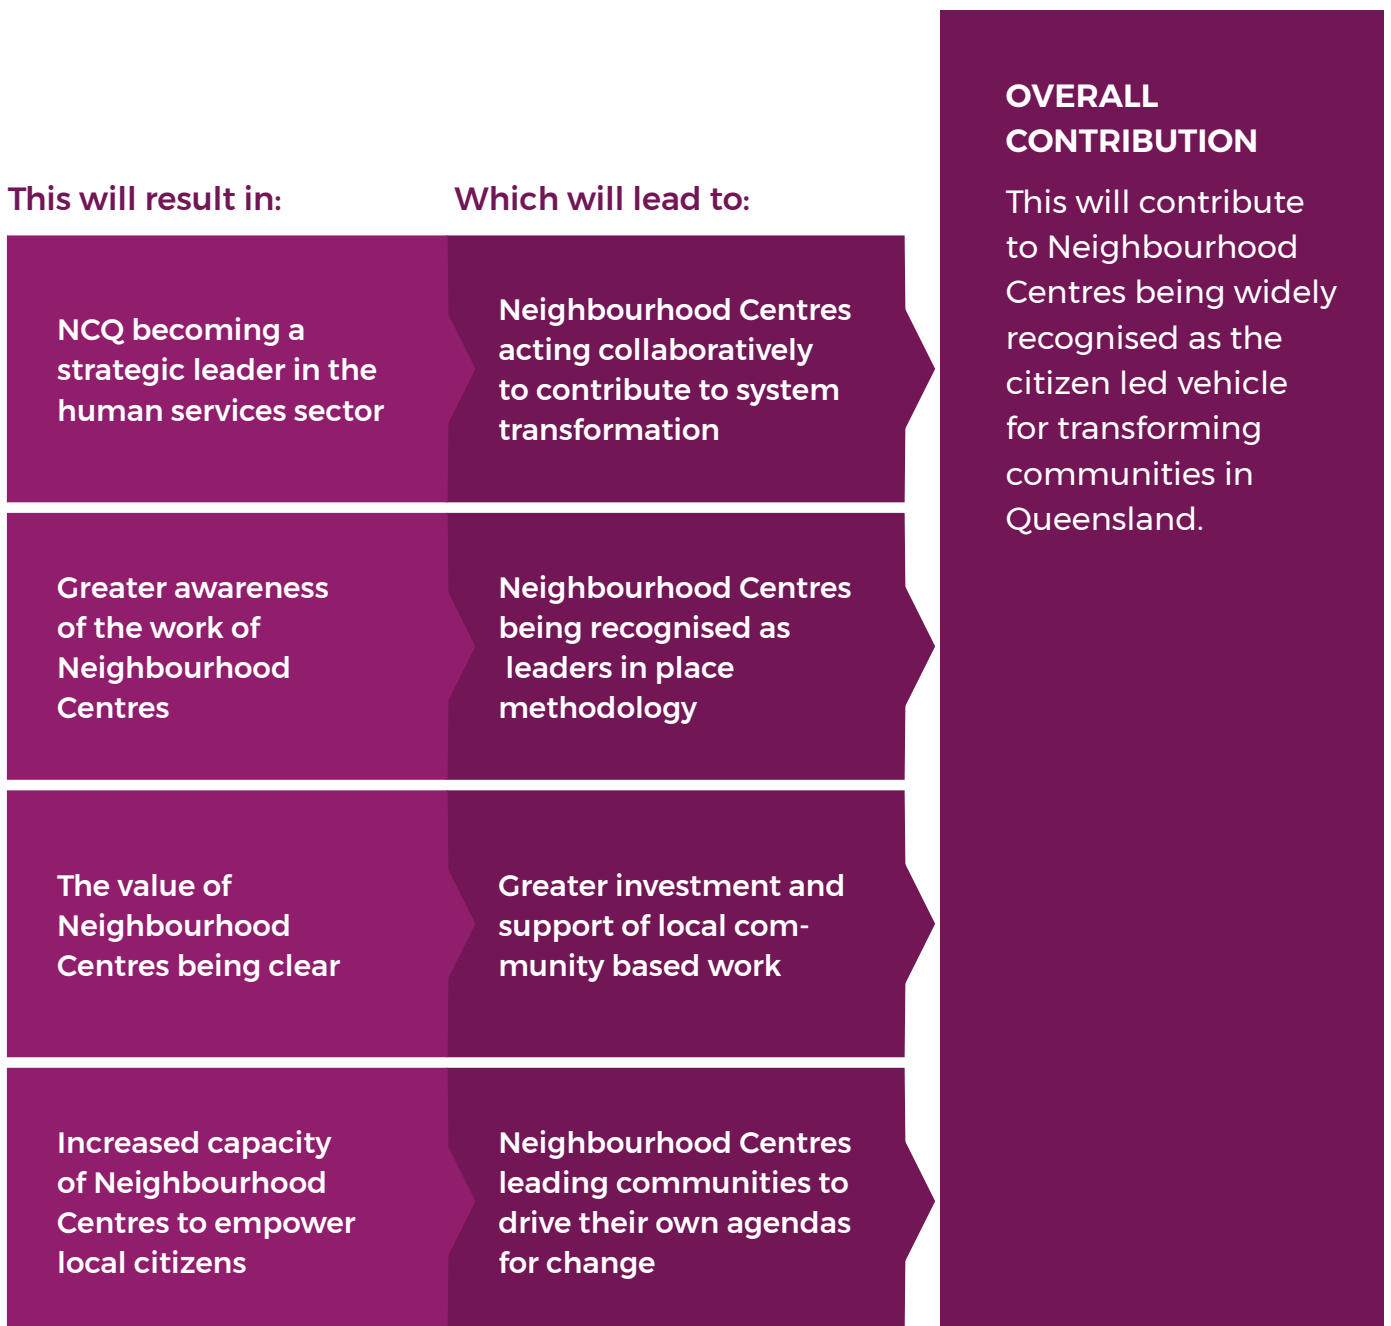 This will result in:
Which will lead to:
NCQ becoming a
strategic leader in the
human services sector
Neighbourhood Centres
acting collaboratively
to contribute to system
transformation
Greater awareness
of the work of
Neighbourhood
Centres
Neighbourhood Centres
being recognised as
leaders in place
methodology
The value of
Neighbourhood
Centres being clear
Greater investment and
support of local com-
munity based work
Increased capacity
of Neighbourhood
Centres to empower
local citizens
Neighbourhood Centres
leading communities to
drive their own agendas
for change
OVERALL
CONTRIBUTION
This will contribute
to Neighbourhood
Centres being widely
recognised as the
citizen led vehicle
for transforming
communities in
Queensland.